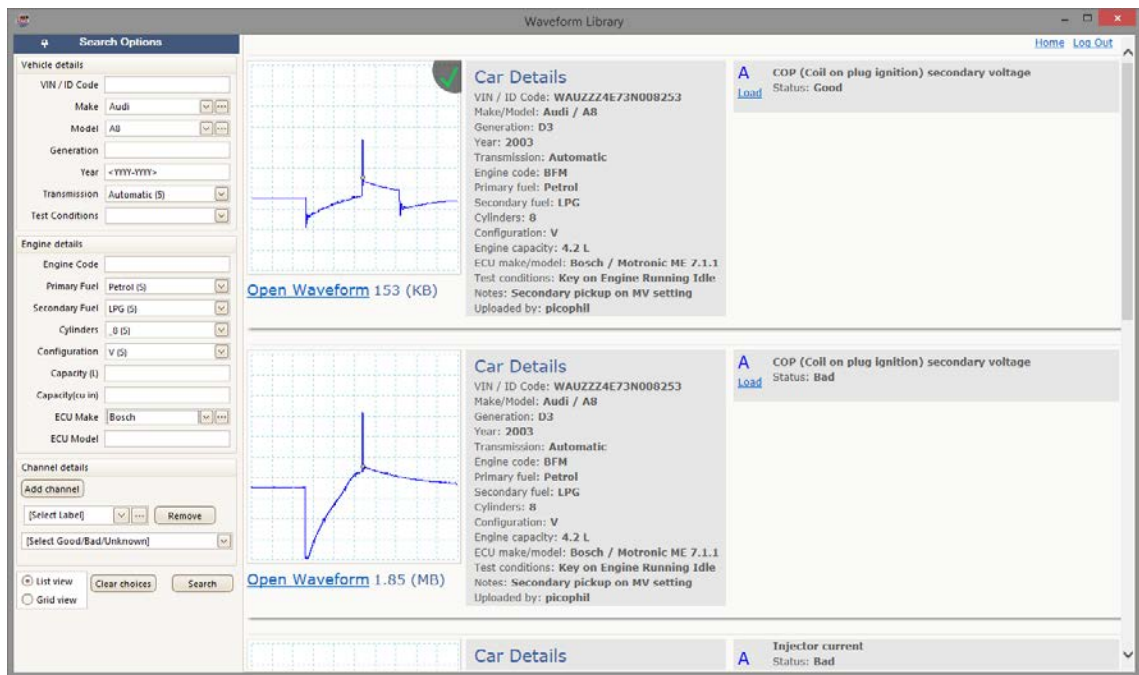 Waveform Library
Search Options
Home Log Out
Vehicle details
VIN / ID Code
Make Audi
Model A8
Generation
Year <YYYY-YYYY>
Transmission Automatic (5)
Test Conditions
Engine details
Engine Code
Primary Fuel Petrol (5)
Secondary Fuel LPG (5)
Cylinders _8 (5)
Configuration V (5)
Capacity (L)
Capacity(cu in)
ECU Make Bosch
ECU Model
Channel details
Add channel
[Select Label] Remove
[Select Good/Bad/Unknown]
List view
Grid view
Clear choices
Search
Open Waveform 153 (KB)
Car Details
VIN / ID Code: WAUZZZ4E73N008253
Make/Model: Audi / A8
Generation: D3
Year: 2003
Transmission: Automatic
Engine code: BFM
Primary fuel: Petrol
Secondary fuel: LPG
Cylinders: 8
Configuration: V
Engine capacity: 4.2 L
ECU make/model: Bosch / Motronic ME 7.1.1
Test conditions: Key on Engine Running Idle
Notes: Secondary pickup on MV setting
Uploaded by: picophil
A COP (Coil on plug ignition) secondary voltage
Load Status: Good
Open Waveform 1.85 (MB)
Car Details
VIN / ID Code: WAUZZZ4E73N008253
Make/Model: Audi / A8
Generation: D3
Year: 2003
Transmission: Automatic
Engine code: BFM
Primary fuel: Petrol
Secondary fuel: LPG
Cylinders: 8
Configuration: V
Engine capacity: 4.2 L
ECU make/model: Bosch / Motronic ME 7.1.1
Test conditions: Key on Engine Running Idle
Notes: Secondary pickup on MV setting
Uploaded by: picophil
A COP (Coil on plug ignition) secondary voltage
Load Status: Bad
Car Details
A Injector current
Status: Bad